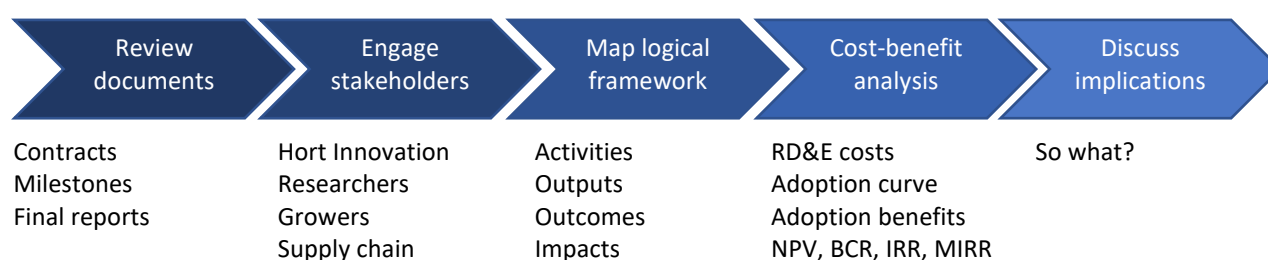 Review
documents
Engage
stakeholders
Map logical
framework
Cost-benefit
analysis
Discuss
implications
Contracts
Milestones
Final reports
Hort Innovation
Researchers
Growers
Supply chain
Activities
Outputs
Outcomes
Impacts
RD&E costs
Adoption curve
Adoption benefits
NPV, BCR, IRR, MIRR
So what?